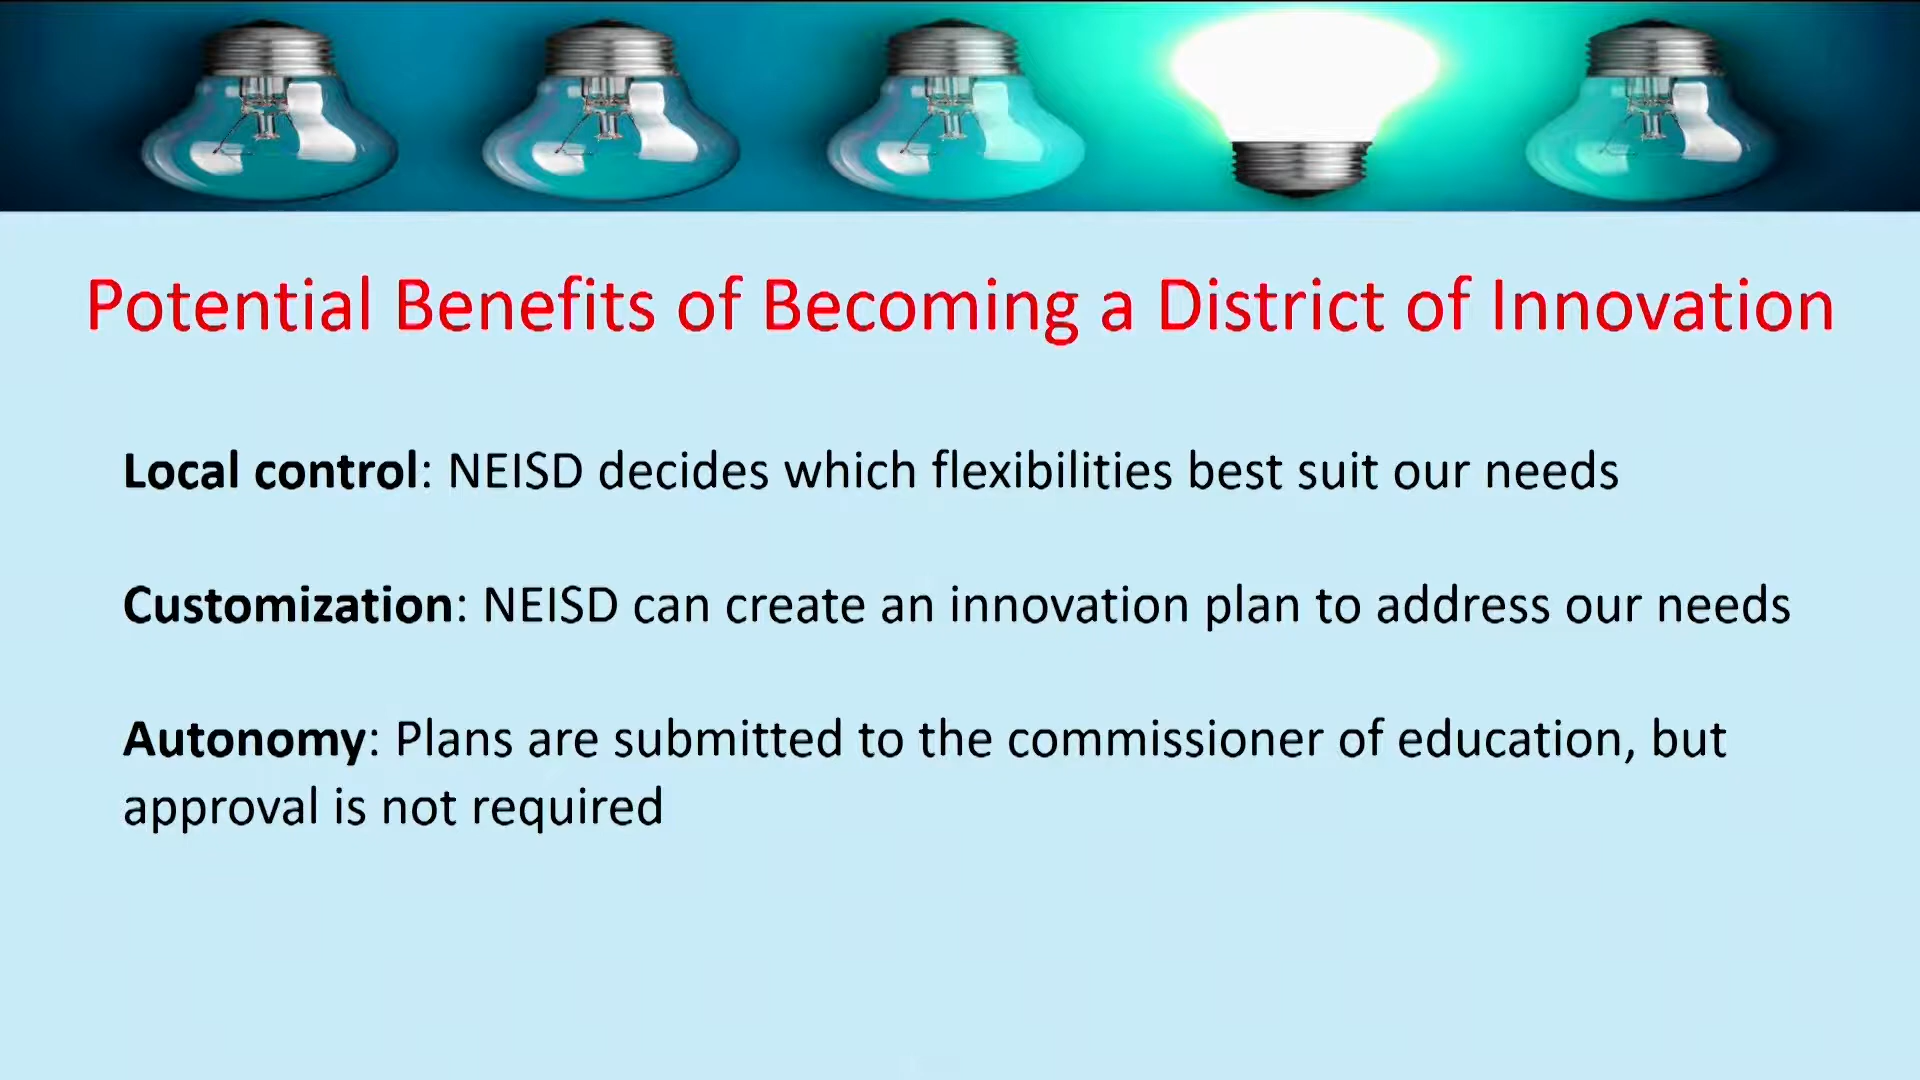 Potential Benefits of Becoming a District of Innovation
Local control: NEISD decides which flexibilities best suit our needs
Customization: NEISD can create an innovation plan to address our needs
Autonomy: Plans are submitted to the commissioner of education, but
approval is not required